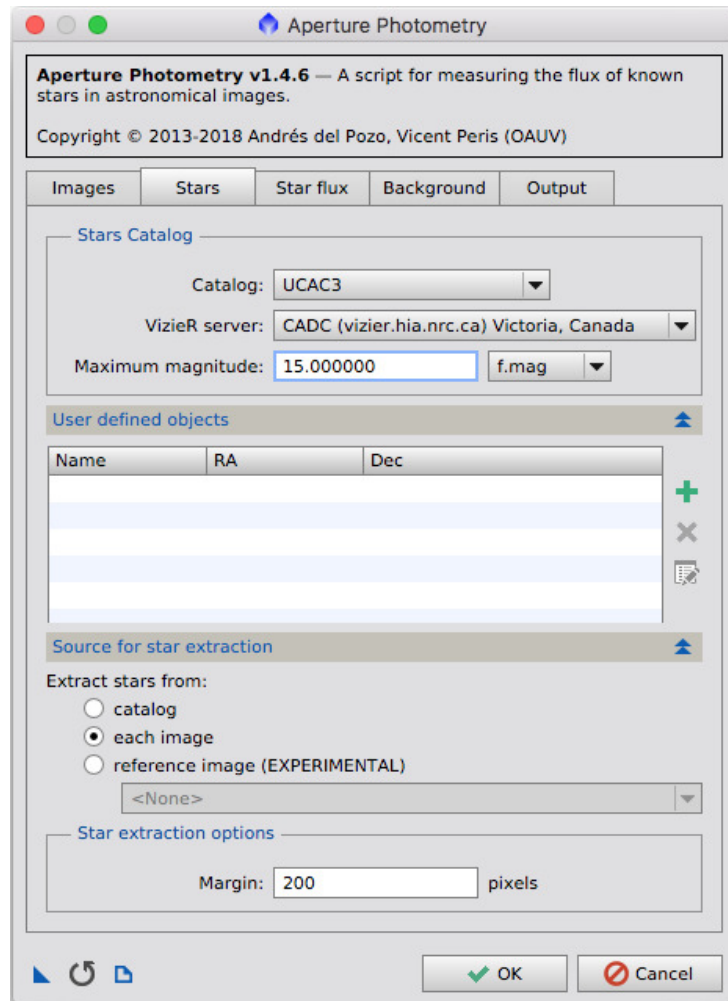 Aperture Photometry
Aperture Photometry v1.4.6 — A script for measuring the flux of known
stars in astronomical images.
Copyright © 2013-2018 Andrés del Pozo, Vicent Peris (OAUV)
Images Stars Star flux Background Output
Stars Catalog
Catalog: UCAC3
VizieR server: CADC (vizier.hia.nrc.ca) Victoria, Canada
Maximum magnitude: 15.000000 f.mag
User defined objects
Name RA Dec
Source for star extraction
Extract stars from:
catalog
each image
reference image (EXPERIMENTAL)
<None>
Star extraction options
Margin: 200 pixels
OK Cancel